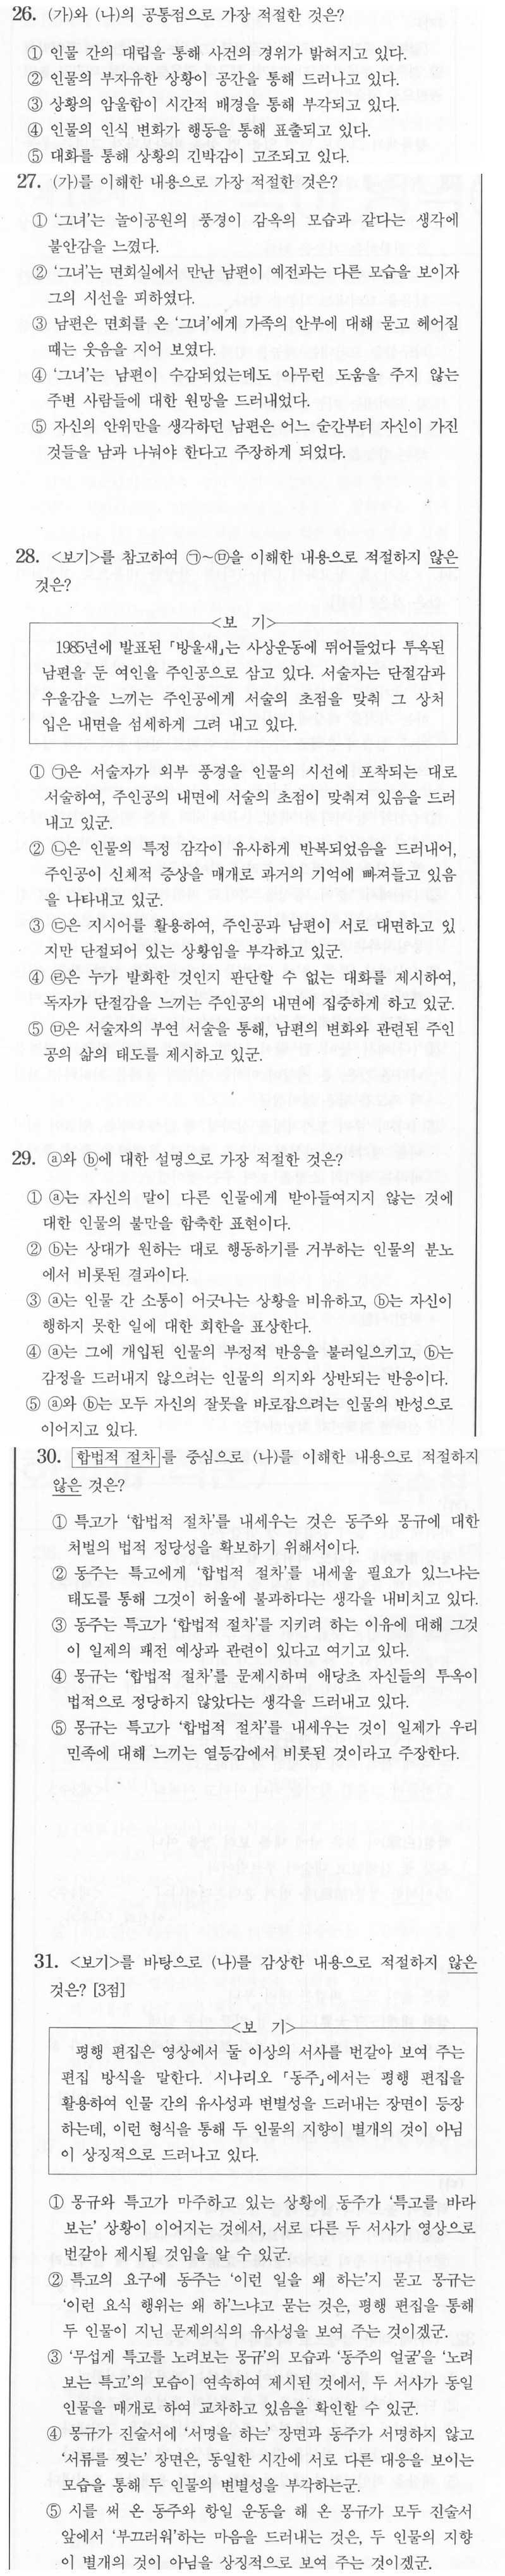 26. (가)와 (나)의 공통점으로 가장 적절한 것은?
① 인물 간의 대립을 통해 사건의 경위가 밝혀지고 있다.
② 인물의 부자유한 상황이 공간을 통해 드러나고 있다.
③ 상황의 암울함이 시간적 배경을 통해 부각되고 있다.
④ 인물의 인식 변화가 행동을 통해 표출되고 있다.
⑤ 대화를 통해 상황의 긴박감이 고조되고 있다.
27. (가)를 이해한 내용으로 가장 적절한 것은?
① ‘그녀’는 놀이공원의 풍경이 감옥의 모습과 같다는 생각에
불안감을 느꼈다.
② ‘그녀’는 면회실에서 만난 남편이 예전과는 다른 모습을 보이자
그의 시선을 피하였다.
③ 남편은 면회를 온 ‘그녀’에게 가족의 안부에 대해 묻고 헤어질
때는 웃음을 지어 보였다.
④ ‘그녀’는 남편이 수감되었는데도 아무런 도움을 주지 않는
주변 사람들에 대한 원망을 드러내었다.
⑤ 자신의 안위만을 생각하던 남편은 어느 순간부터 자신이 가진
것들을 남과 나눠야 한다고 주장하게 되었다.
28. <보기>를 참고하여 ㉠~㉤을 이해한 내용으로 적절하지 않은
것은?
<보 기>
1985년에 발표된 「방울새」는 사상운동에 뛰어들었다 투옥된
남편을 둔 여인을 주인공으로 삼고 있다. 서술자는 단절감과
우울감을 느끼는 주인공에게 서술의 초점을 맞춰 그 상처
입은 내면을 섬세하게 그려 내고 있다.
① ㉠은 서술자가 외부 풍경을 인물의 시선에 포착되는 대로
서술하여, 주인공의 내면에 서술의 초점이 맞춰져 있음을 드러
내고 있군.
② ㉡은 인물의 특정 감각이 유사하게 반복되었음을 드러내어,
주인공이 신체적 증상을 매개로 과거의 기억에 빠져들고 있음
을 나타내고 있군.
③ ㉢은 지시어를 활용하여, 주인공과 남편이 서로 대면하고 있
지만 단절되어 있는 상황임을 부각하고 있군.
④ ㉣은 누가 발화한 것인지 판단할 수 없는 대화를 제시하여,
독자가 단절감을 느끼는 주인공의 내면에 집중하게 하고 있군.
⑤ ㉤은 서술자의 부연 서술을 통해, 남편의 변화와 관련된 주인
공의 삶의 태도를 제시하고 있군.
29. ⓐ와 ⓑ에 대한 설명으로 가장 적절한 것은?
① ⓐ는 자신의 말이 다른 인물에게 받아들여지지 않는 것에
대한 인물의 불만을 함축한 표현이다.
② ⓑ는 상대가 원하는 대로 행동하기를 거부하는 인물의 분노
에서 비롯된 결과이다.
③ ⓐ는 인물 간 소통이 어긋나는 상황을 비유하고, ⓑ는 자신이
행하지 못한 일에 대한 회한을 표상한다.
④ ⓐ는 그에 개입된 인물의 부정적 반응을 불러일으키고, ⓑ는
감정을 드러내지 않으려는 인물의 의지와 상반되는 반응이다.
⑤ ⓐ와 ⓑ는 모두 자신의 잘못을 바로잡으려는 인물의 반성으로
이어지고 있다.
30. 합법적 절차를 중심으로 (나)를 이해한 내용으로 적절하지
않은 것은?
① 특고가 ‘합법적 절차’를 내세우는 것은 동주와 몽규에 대한
처벌의 법적 정당성을 확보하기 위해서이다.
② 동주는 특고에게 ‘합법적 절차’를 내세울 필요가 있느냐는
태도를 통해 그것이 허울에 불과하다는 생각을 내비치고 있다.
③ 동주는 특고가 ‘합법적 절차’를 지키려 하는 이유에 대해 그것
이 일제의 패전 예상과 관련이 있다고 여기고 있다.
④ 몽규는 ‘합법적 절차’를 문제시하며 애당초 자신들의 투옥이
법적으로 정당하지 않았다는 생각을 드러내고 있다.
⑤ 몽규는 특고가 ‘합법적 절차’를 내세우는 것이 일제가 우리
민족에 대해 느끼는 열등감에서 비롯된 것이라고 주장한다.
31. <보기>를 바탕으로 (나)를 감상한 내용으로 적절하지 않은
것은? [3점]
<보 기>
평행 편집은 영상에서 둘 이상의 서사를 번갈아 보여 주는
편집 방식을 말한다. 시나리오 「동주」에서는 평행 편집을
활용하여 인물 간의 유사성과 변별성을 드러내는 장면이 등장
하는데, 이런 형식을 통해 두 인물의 지향이 별개의 것이 아님
이 상징적으로 드러나고 있다.
① 몽규와 특고가 마주하고 있는 상황에 동주가 ‘특고를 바라
보는’ 상황이 이어지는 것에서, 서로 다른 두 서사가 영상으로
번갈아 제시될 것임을 알 수 있군.
② 특고의 요구에 동주는 ‘이런 일을 왜 하는’지 묻고 몽규는
‘이런 요식 행위는 왜 하’느냐고 묻는 것은, 평행 편집을 통해
두 인물이 지닌 문제의식의 유사성을 보여 주는 것이겠군.
③ ‘무섭게 특고를 노려보는 몽규’의 모습과 ‘동주의 얼굴’을 ‘노려
보는 특고’의 모습이 연속하여 제시된 것에서, 두 서사가 동일
인물을 매개로 하여 교차하고 있음을 확인할 수 있군.
④ 몽규가 진술서에 ‘서명을 하는’ 장면과 동주가 서명하지 않고
‘서류를 찢는’ 장면은, 동일한 시간에 서로 다른 대응을 보이는
모습을 통해 두 인물의 변별성을 부각하는군.
⑤ 시를 써 온 동주와 항일 운동을 해 온 몽규가 모두 진술서
앞에서 ‘부끄러워’하는 마음을 드러내는 것은, 두 인물의 지향
이 별개의 것이 아님을 상징적으로 보여 주는 것이겠군.